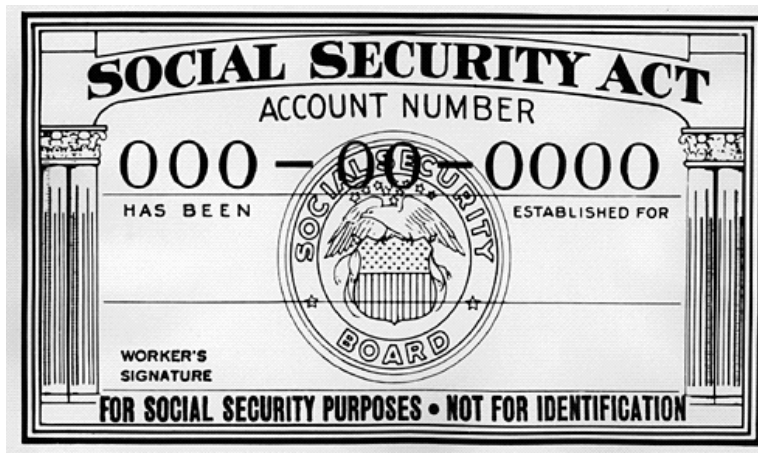 SOCIAL SECURITY ACT
ACCOUNT NUMBER
000-00-0000
SOCIAL SECURITY
HAS BEEN ESTABLISHED FOR
BOARD
WORKER'S
SIGNATURE
FOR SOCIAL SECURITY PURPOSES • NOT FOR IDENTIFICATION